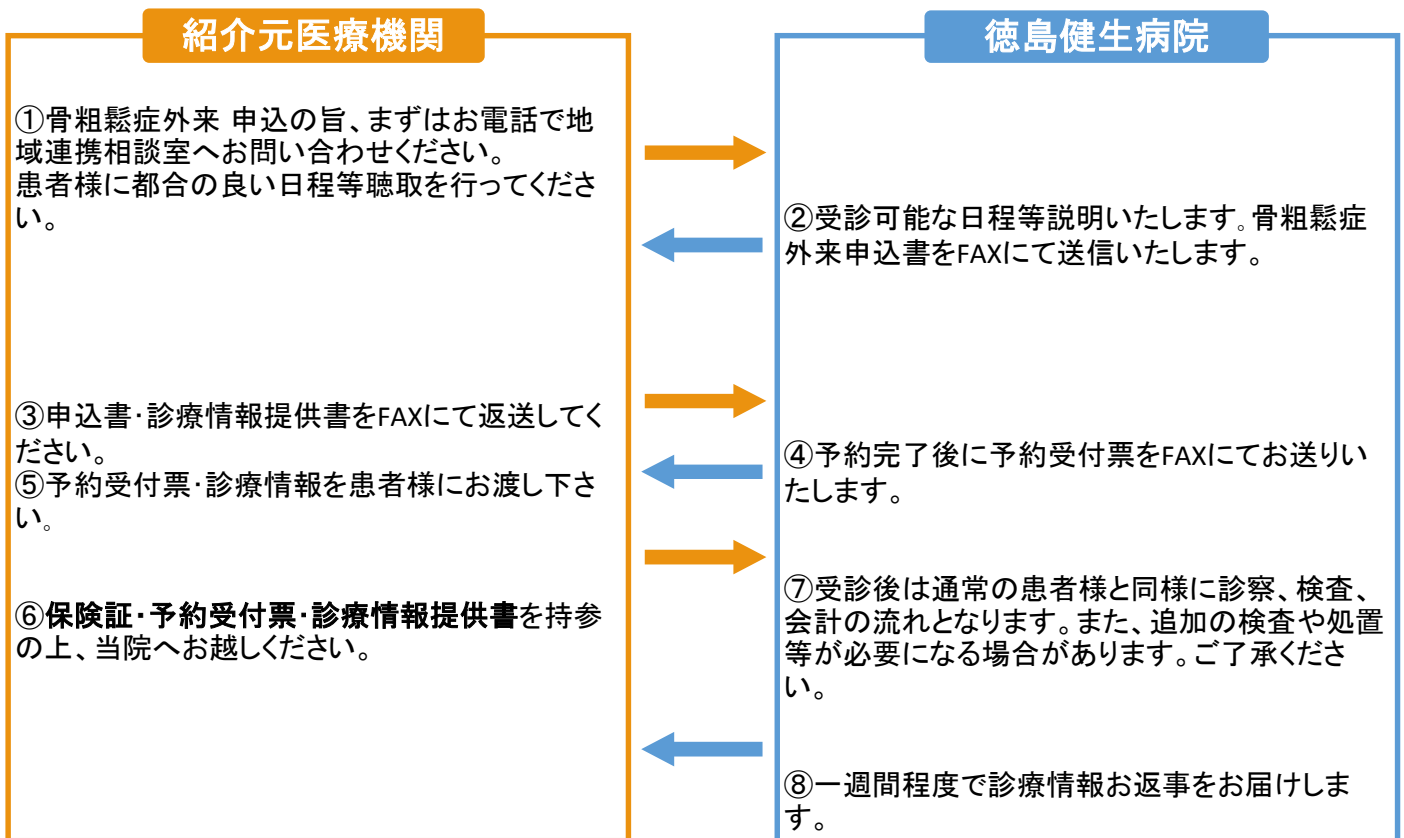 紹介元医療機関
①骨粗鬆症外来 申込の旨、まずはお電話で地
域連携相談室へお問い合わせください。
患者様に都合の良い日程等聴取を行ってくださ
い。
③申込書・診療情報提供書をFAXにて返送してく
ださい。
⑤予約受付票・診療情報を患者様にお渡し下さ
い。
⑥保険証・予約受付票・診療情報提供書を持参
の上、当院へお越しください。
徳島健生病院
②受診可能な日程等説明いたします。骨粗鬆症
外来申込書をFAXにて送信いたします。
④予約完了後に予約受付票をFAXにてお送りい
たします。
⑦受診後は通常の患者様と同様に診察、検査、
会計の流れとなります。また、追加の検査や処置
等が必要になる場合があります。ご了承くださ
い。
⑧一週間程度で診療情報お返事をお届けしま
す。